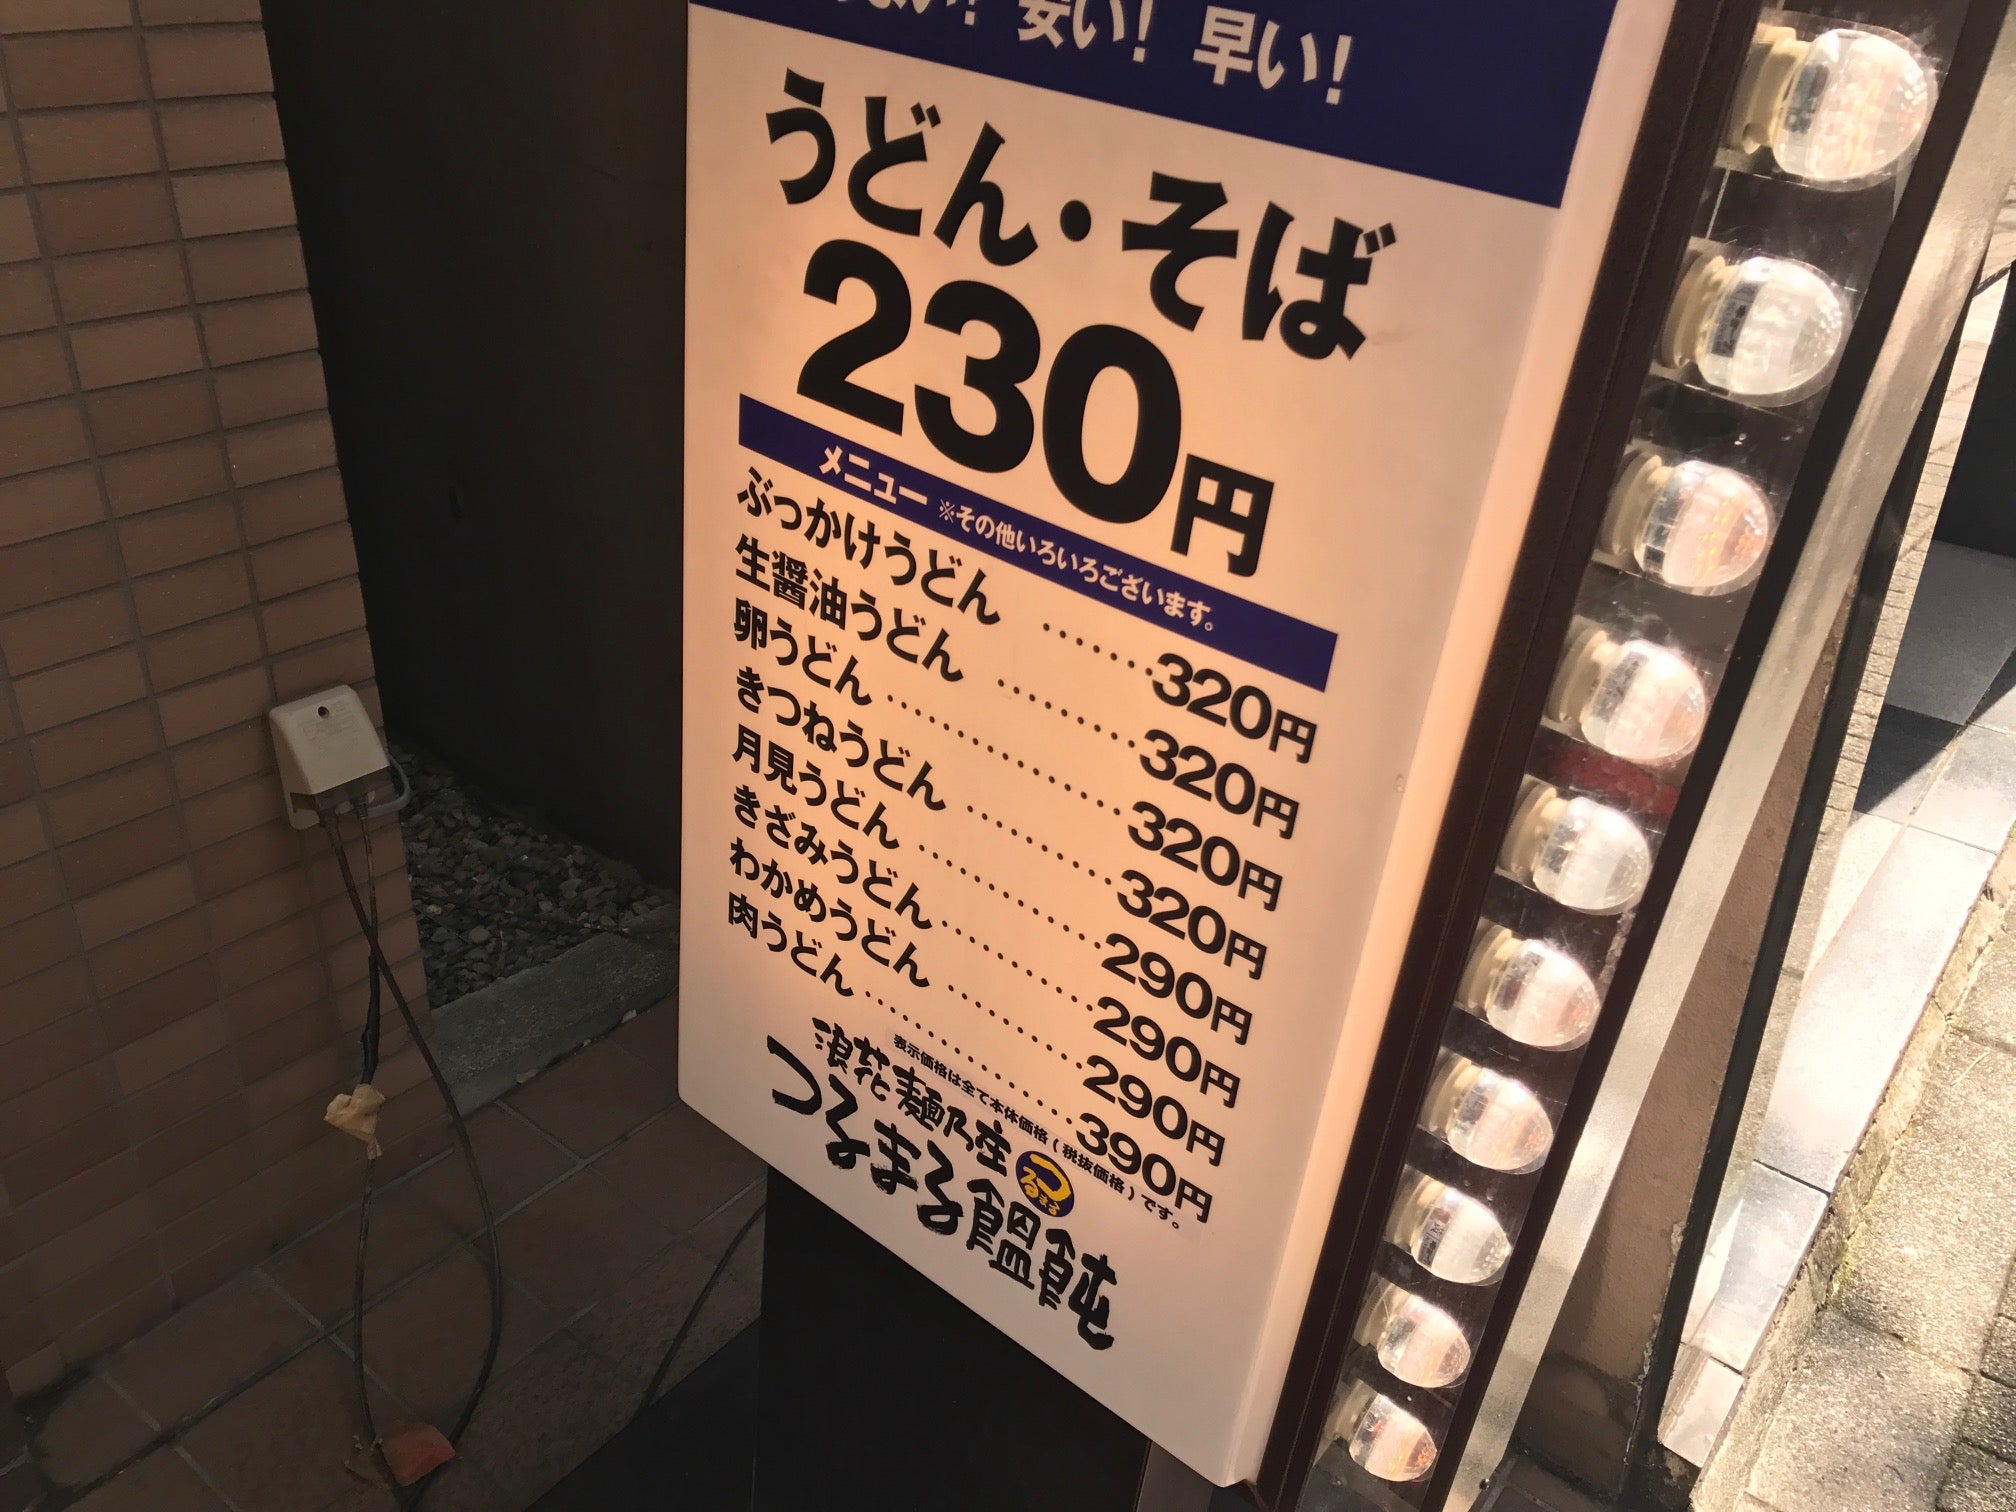 安い! 早い!
うどん・そば
230円
メニュー ※その他いろいろございます。
ぶっかけうどん ……… 320円
生醤油うどん ……… 320円
卵うどん ……… 320円
きつねうどん ……… 320円
月見うどん ……… 290円
きざみうどん ……… 290円
わかめうどん ……… 290円
肉うどん ……… 390円
表示価格は全て本体価格(税抜価格)です。
浪花麺乃庄
つるまる
つるまる饂飩